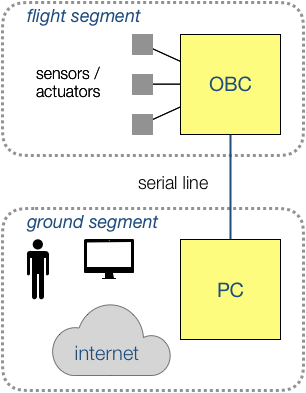 flight segment
sensors /
actuators
OBC
serial line
ground segment
PC
internet